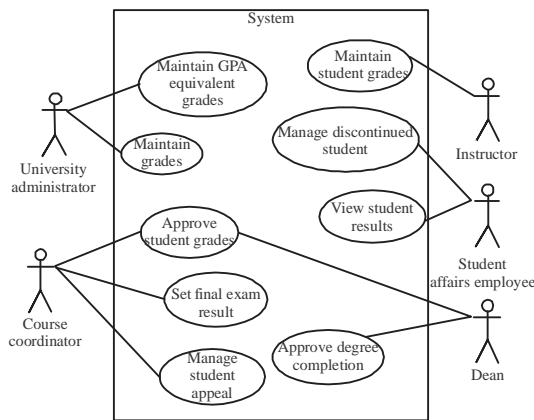 System
Maintain GPA
equivalent
grades
Maintain
student grades
University
administrator
Maintain
grades
Manage discontinued
student
Instructor
View student
results
Approve
student grades
Student
affairs employee
Course
coordinator
Set final exam
result
Manage
student
appeal
Approve degree
completion
Dean